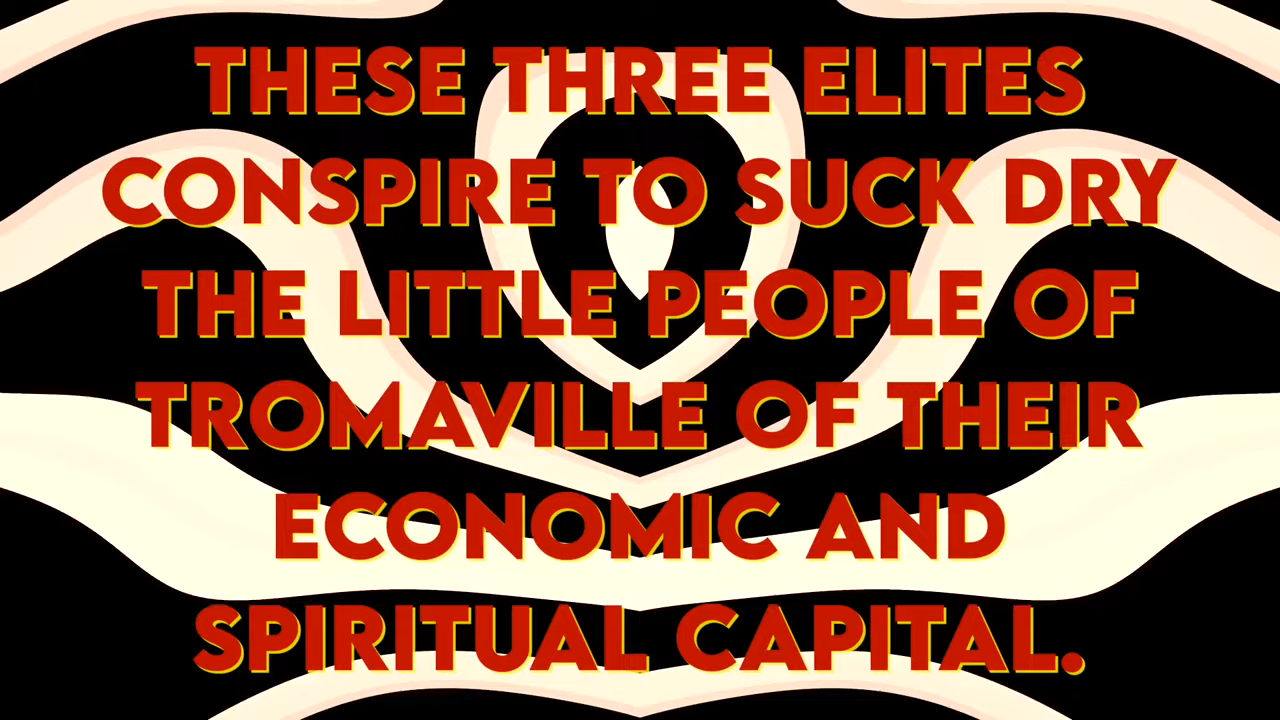 THESE THREE ELITES
CONSPIRE TO SUCK DRY
THE LITTLE PEOPLE OF
TROMAVILLE OF THEIR
ECONOMIC AND
SPIRITUAL CAPITAL.